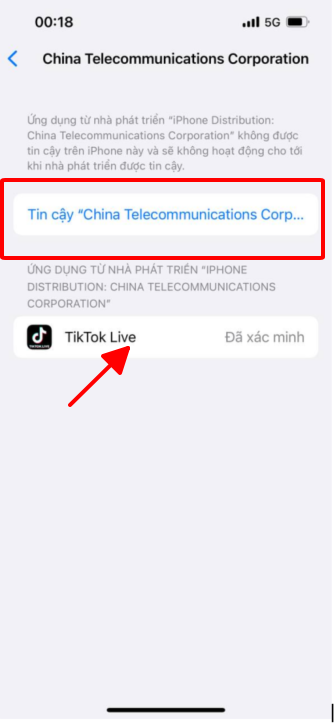 00:18 5G
China Telecommunications Corporation
Ứng dụng từ nhà phát triển "iPhone Distribution:
China Telecommunications Corporation" không được
tin cậy trên iPhone này và sẽ không hoạt động cho tới
khi nhà phát triển được tin cậy.
Tin cậy "China Telecommunications Corp...
ỨNG DỤNG TỪ NHÀ PHÁT TRIỂN "IPHONE
DISTRIBUTION: CHINA TELECOMMUNICATIONS
CORPORATION"
TIKTOK LIVE
TikTok Live Đã xác minh